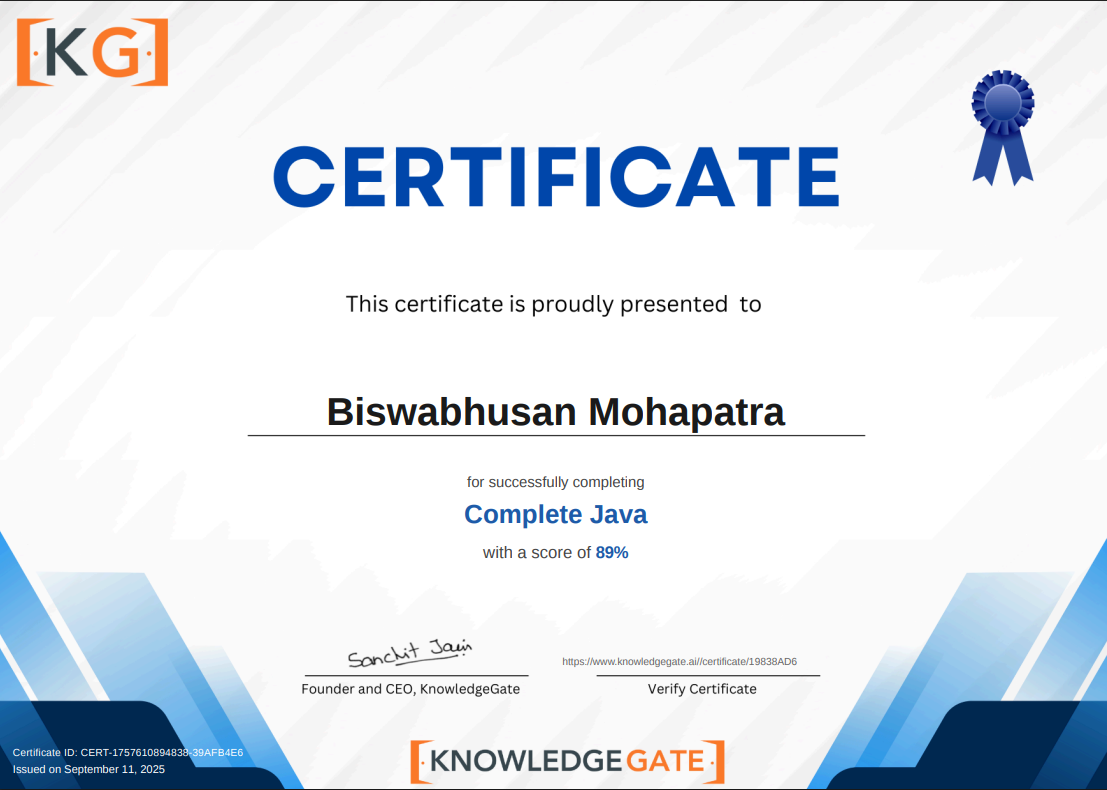 [KG]
CERTIFICATE
This certificate is proudly presented to
Biswabhusan Mohapatra
for successfully completing
Complete Java
with a score of 89%
Sanchit Jain
https://www.knowledgegate.ai//certificate/19838AD6
Founder and CEO, KnowledgeGate
Verify Certificate
Certificate ID: CERT-1757610894838-39AFB4E6
Issued on September 11, 2025
[KNOWLEDGE GATE]